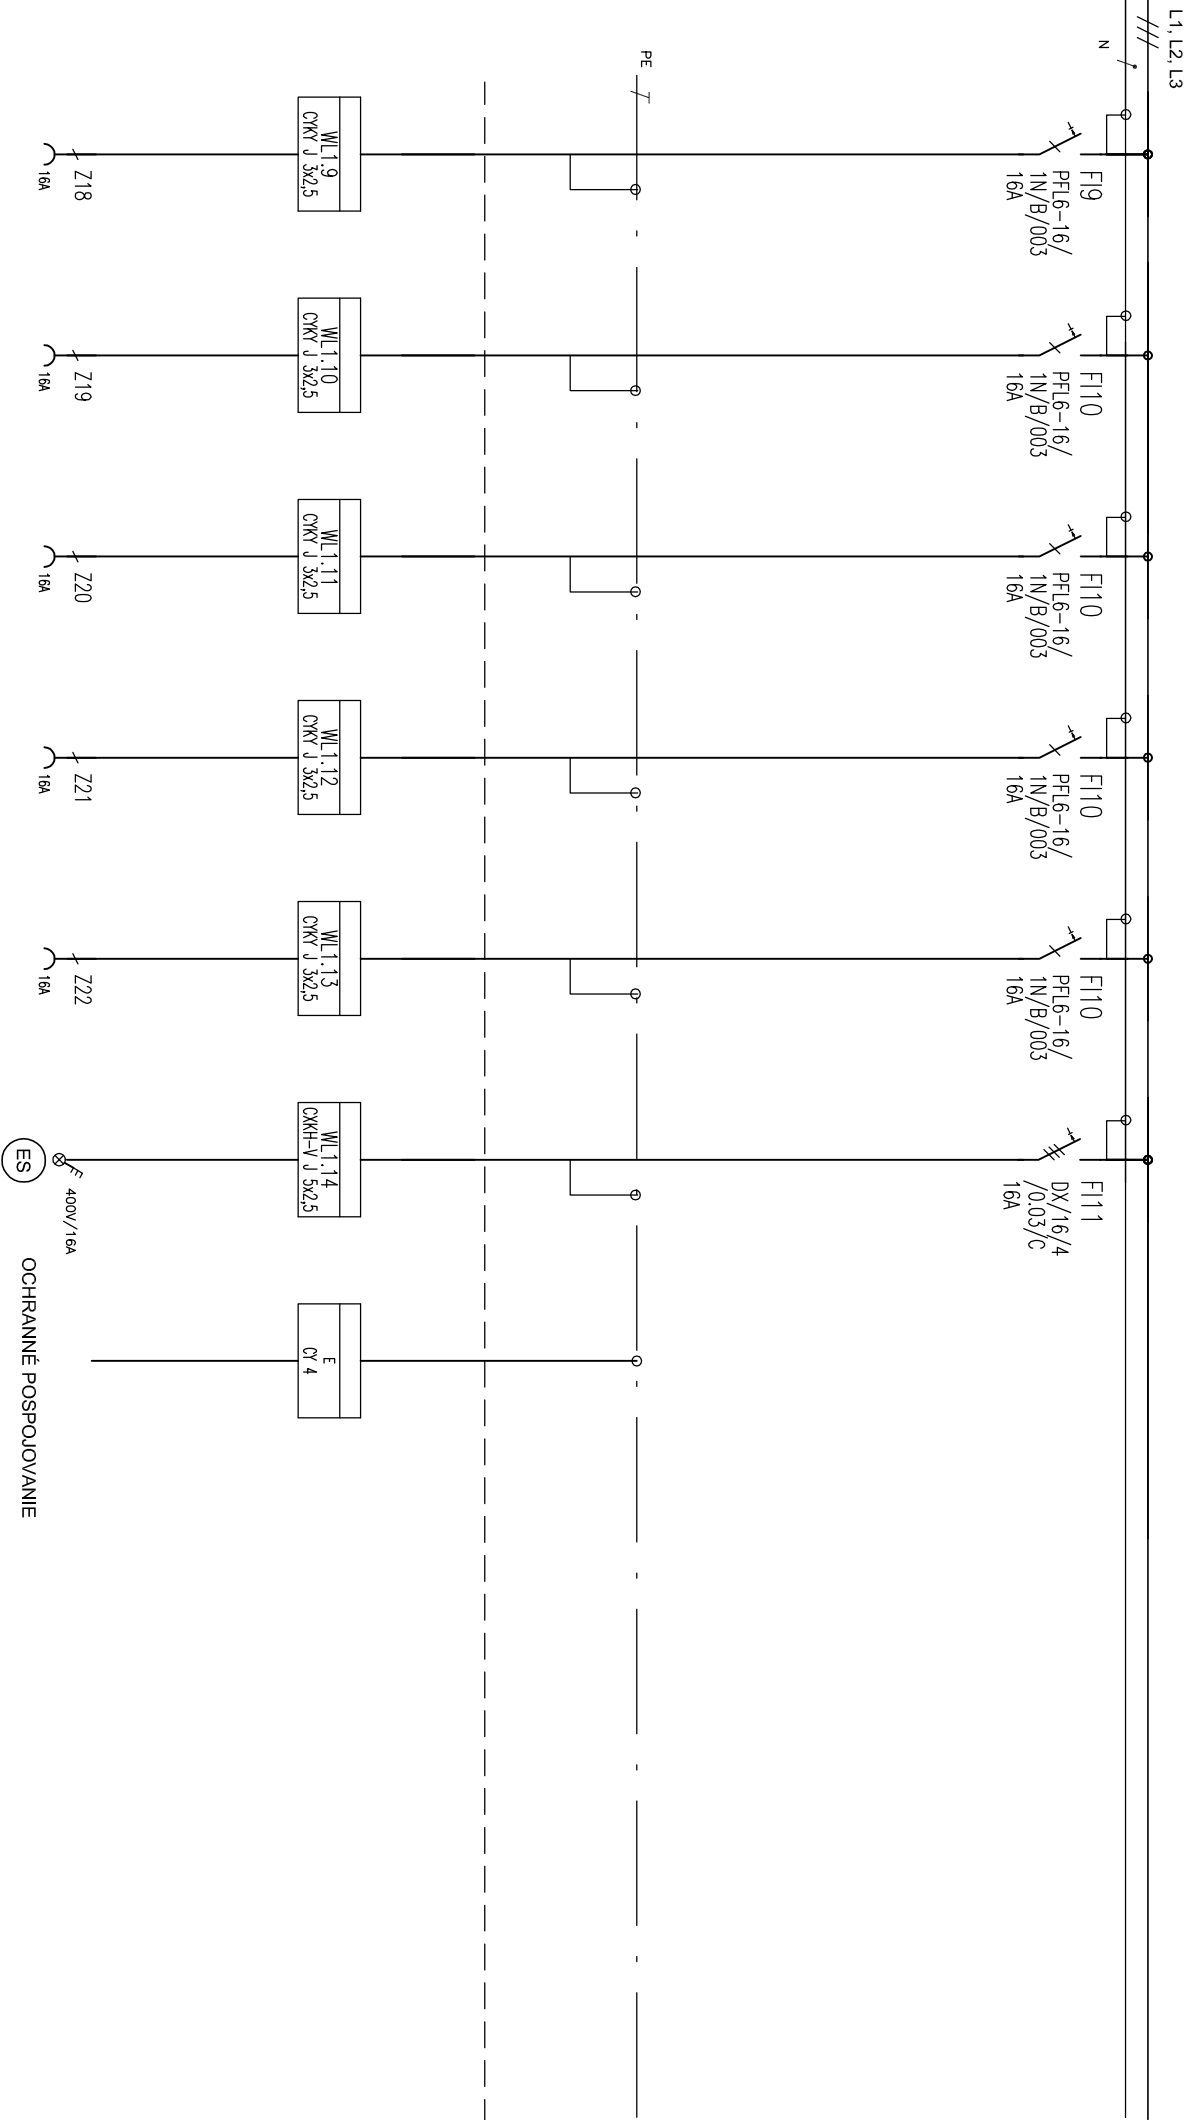 L1, L2, L3
N
PE
FI9
PFL6-16/
1N/B/003
16A
WL1.9
CYKY J 3x2,5
Z18
16A
FI10
PFL6-16/
1N/B/003
16A
WL1.10
CYKY J 3x2,5
Z19
16A
FI10
PFL6-16/
1N/B/003
16A
WL1.11
CYKY J 3x2,5
Z20
16A
FI10
PFL6-16/
1N/B/003
16A
WL1.12
CYKY J 3x2,5
Z21
16A
FI10
PFL6-16/
1N/B/003
16A
WL1.13
CYKY J 3x2,5
Z22
16A
FI11
DX/16/4
/0.03/C
16A
WL1.14
CXKH-V J 5x2,5
400V/16A
ES
E
CY 4
OCHRANNÉ POSPOJOVANIE